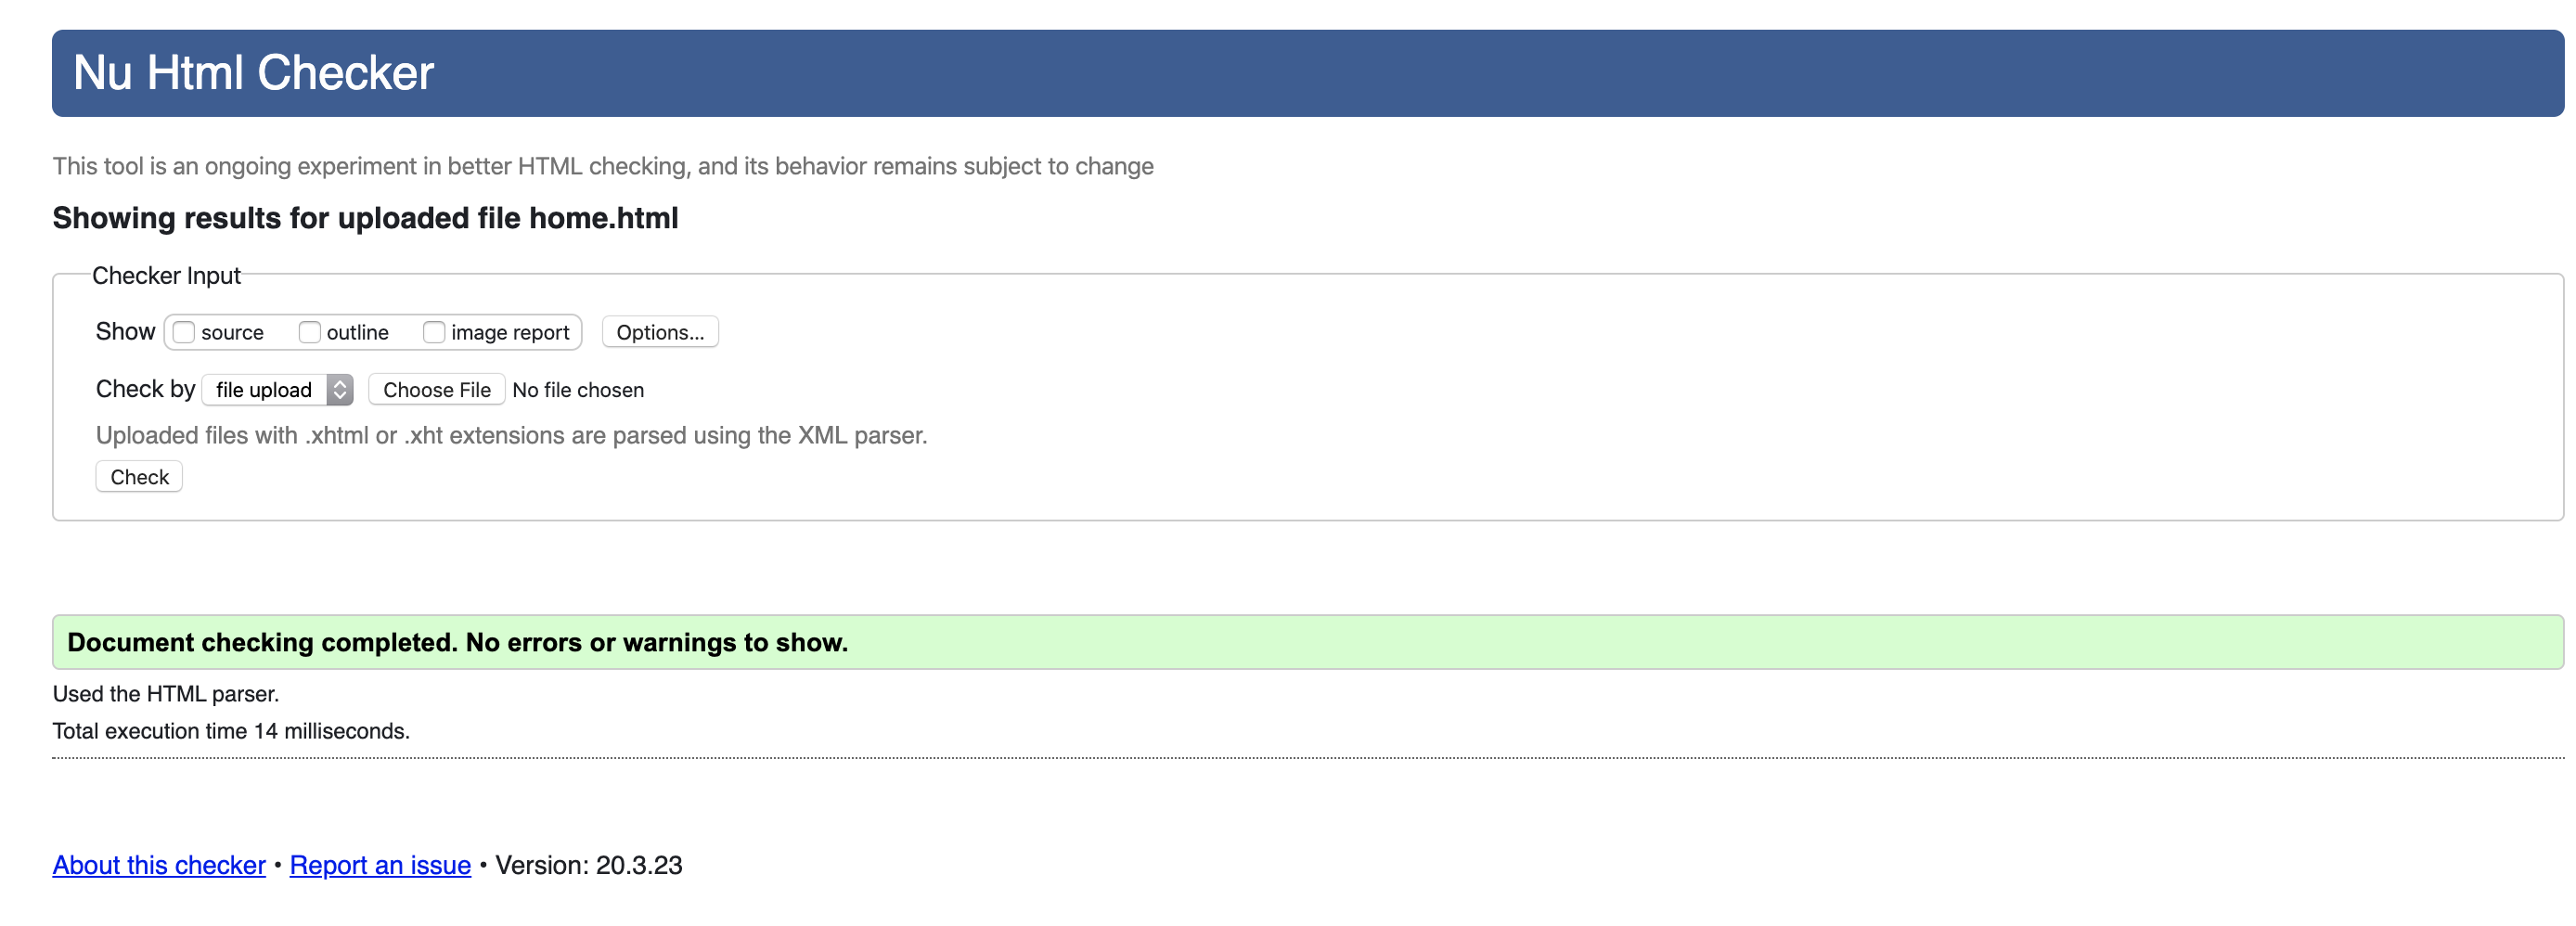 Nu Html Checker
This tool is an ongoing experiment in better HTML checking, and its behavior remains subject to change
Showing results for uploaded file home.html
Checker Input
Show source outline image report Options...
Check by file upload Choose File No file chosen
Uploaded files with .xhtml or .xht extensions are parsed using the XML parser.
Check
Document checking completed. No errors or warnings to show.
Used the HTML parser.
Total execution time 14 milliseconds.
About this checker • Report an issue • Version: 20.3.23